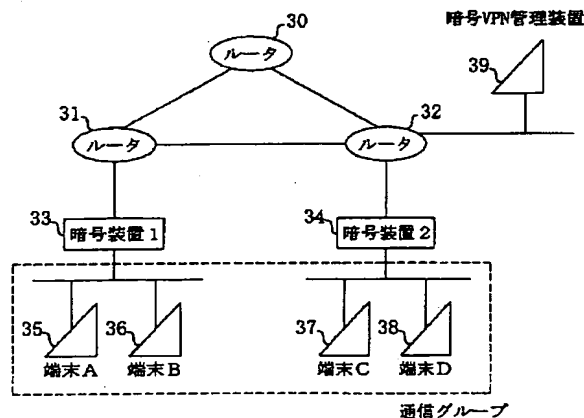 30
ルータ
暗号VPN管理装置
39
31
ルータ
32
ルータ
33
暗号装置1
34
暗号装置2
35
端末A
36
端末B
37
端末C
38
端末D
通信グループ